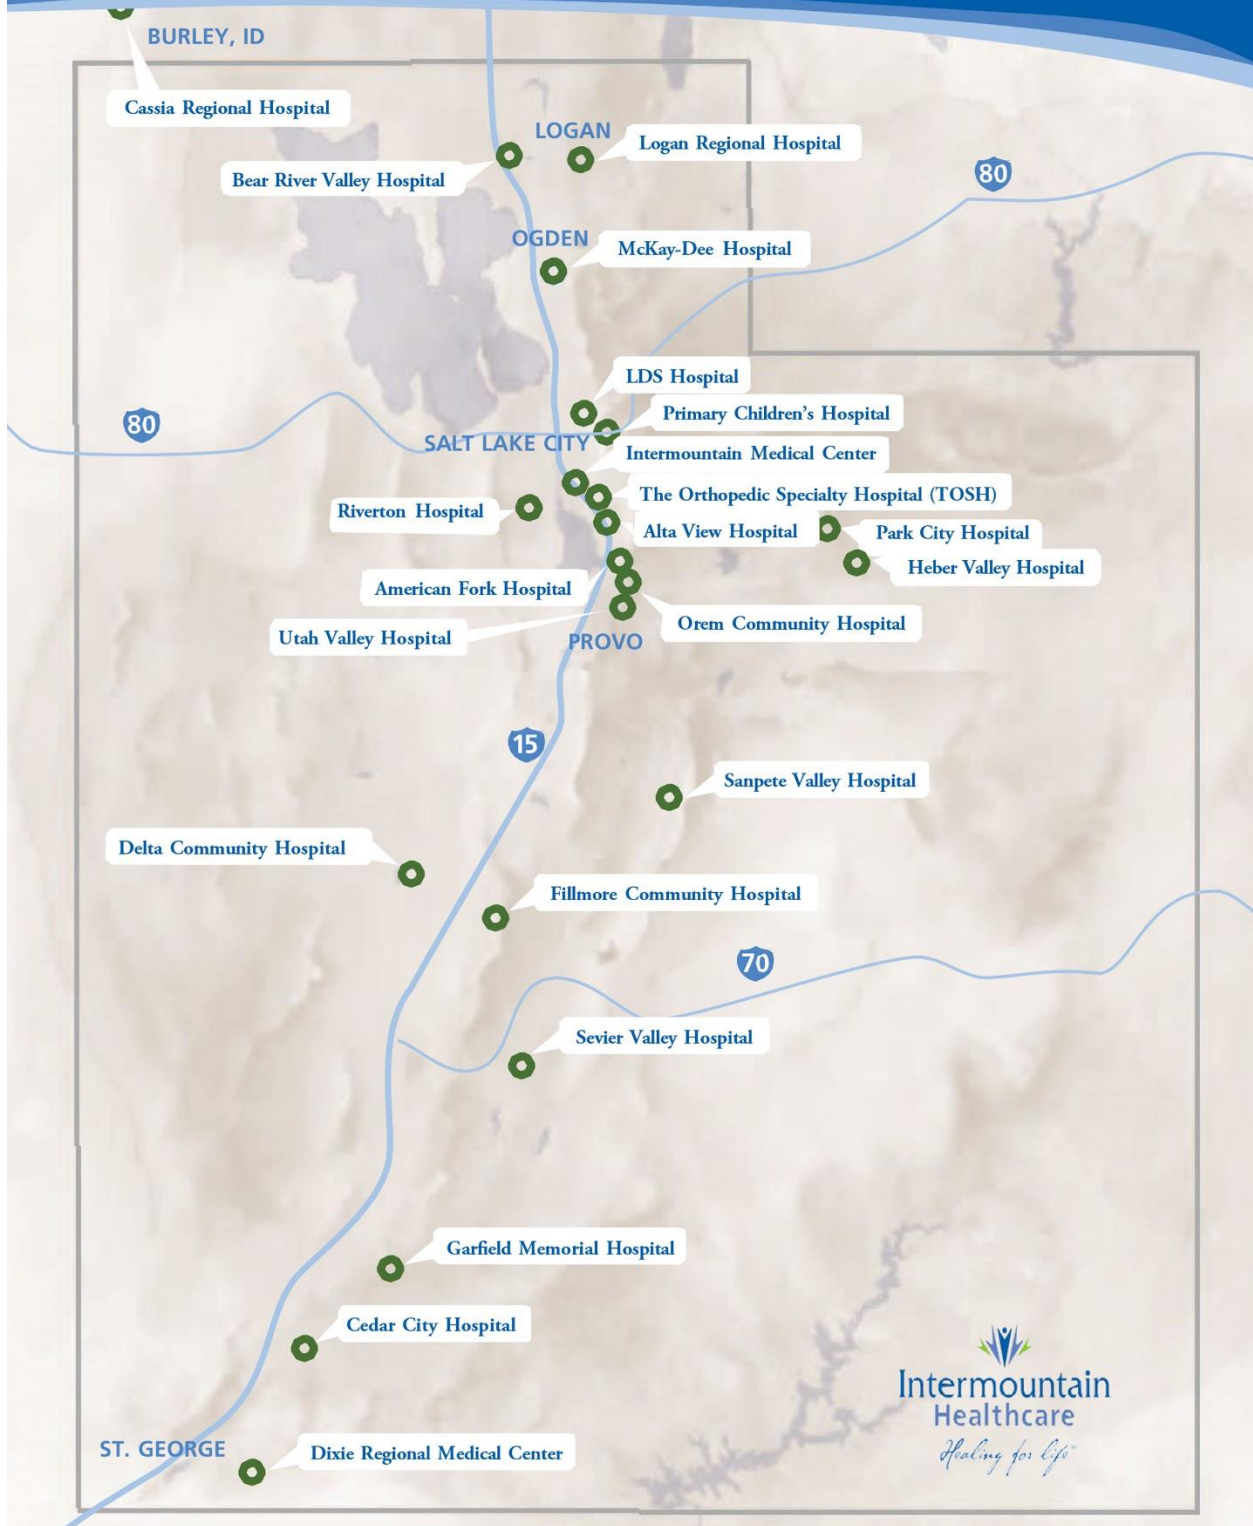 BURLEY, ID
Cassia Regional Hospital
LOGAN
Logan Regional Hospital
Bear River Valley Hospital
80
OGDEN
McKay-Dee Hospital
LDS Hospital
80
Primary Children’s Hospital
SALT LAKE CITY
Intermountain Medical Center
The Orthopedic Specialty Hospital (TOSH)
Riverton Hospital
Alta View Hospital
Park City Hospital
Heber Valley Hospital
American Fork Hospital
Orem Community Hospital
Utah Valley Hospital
PROVO
15
Sanpete Valley Hospital
Delta Community Hospital
Fillmore Community Hospital
70
Sevier Valley Hospital
Garfield Memorial Hospital
Cedar City Hospital
Intermountain
Healthcare
Healing for life
ST. GEORGE
Dixie Regional Medical Center